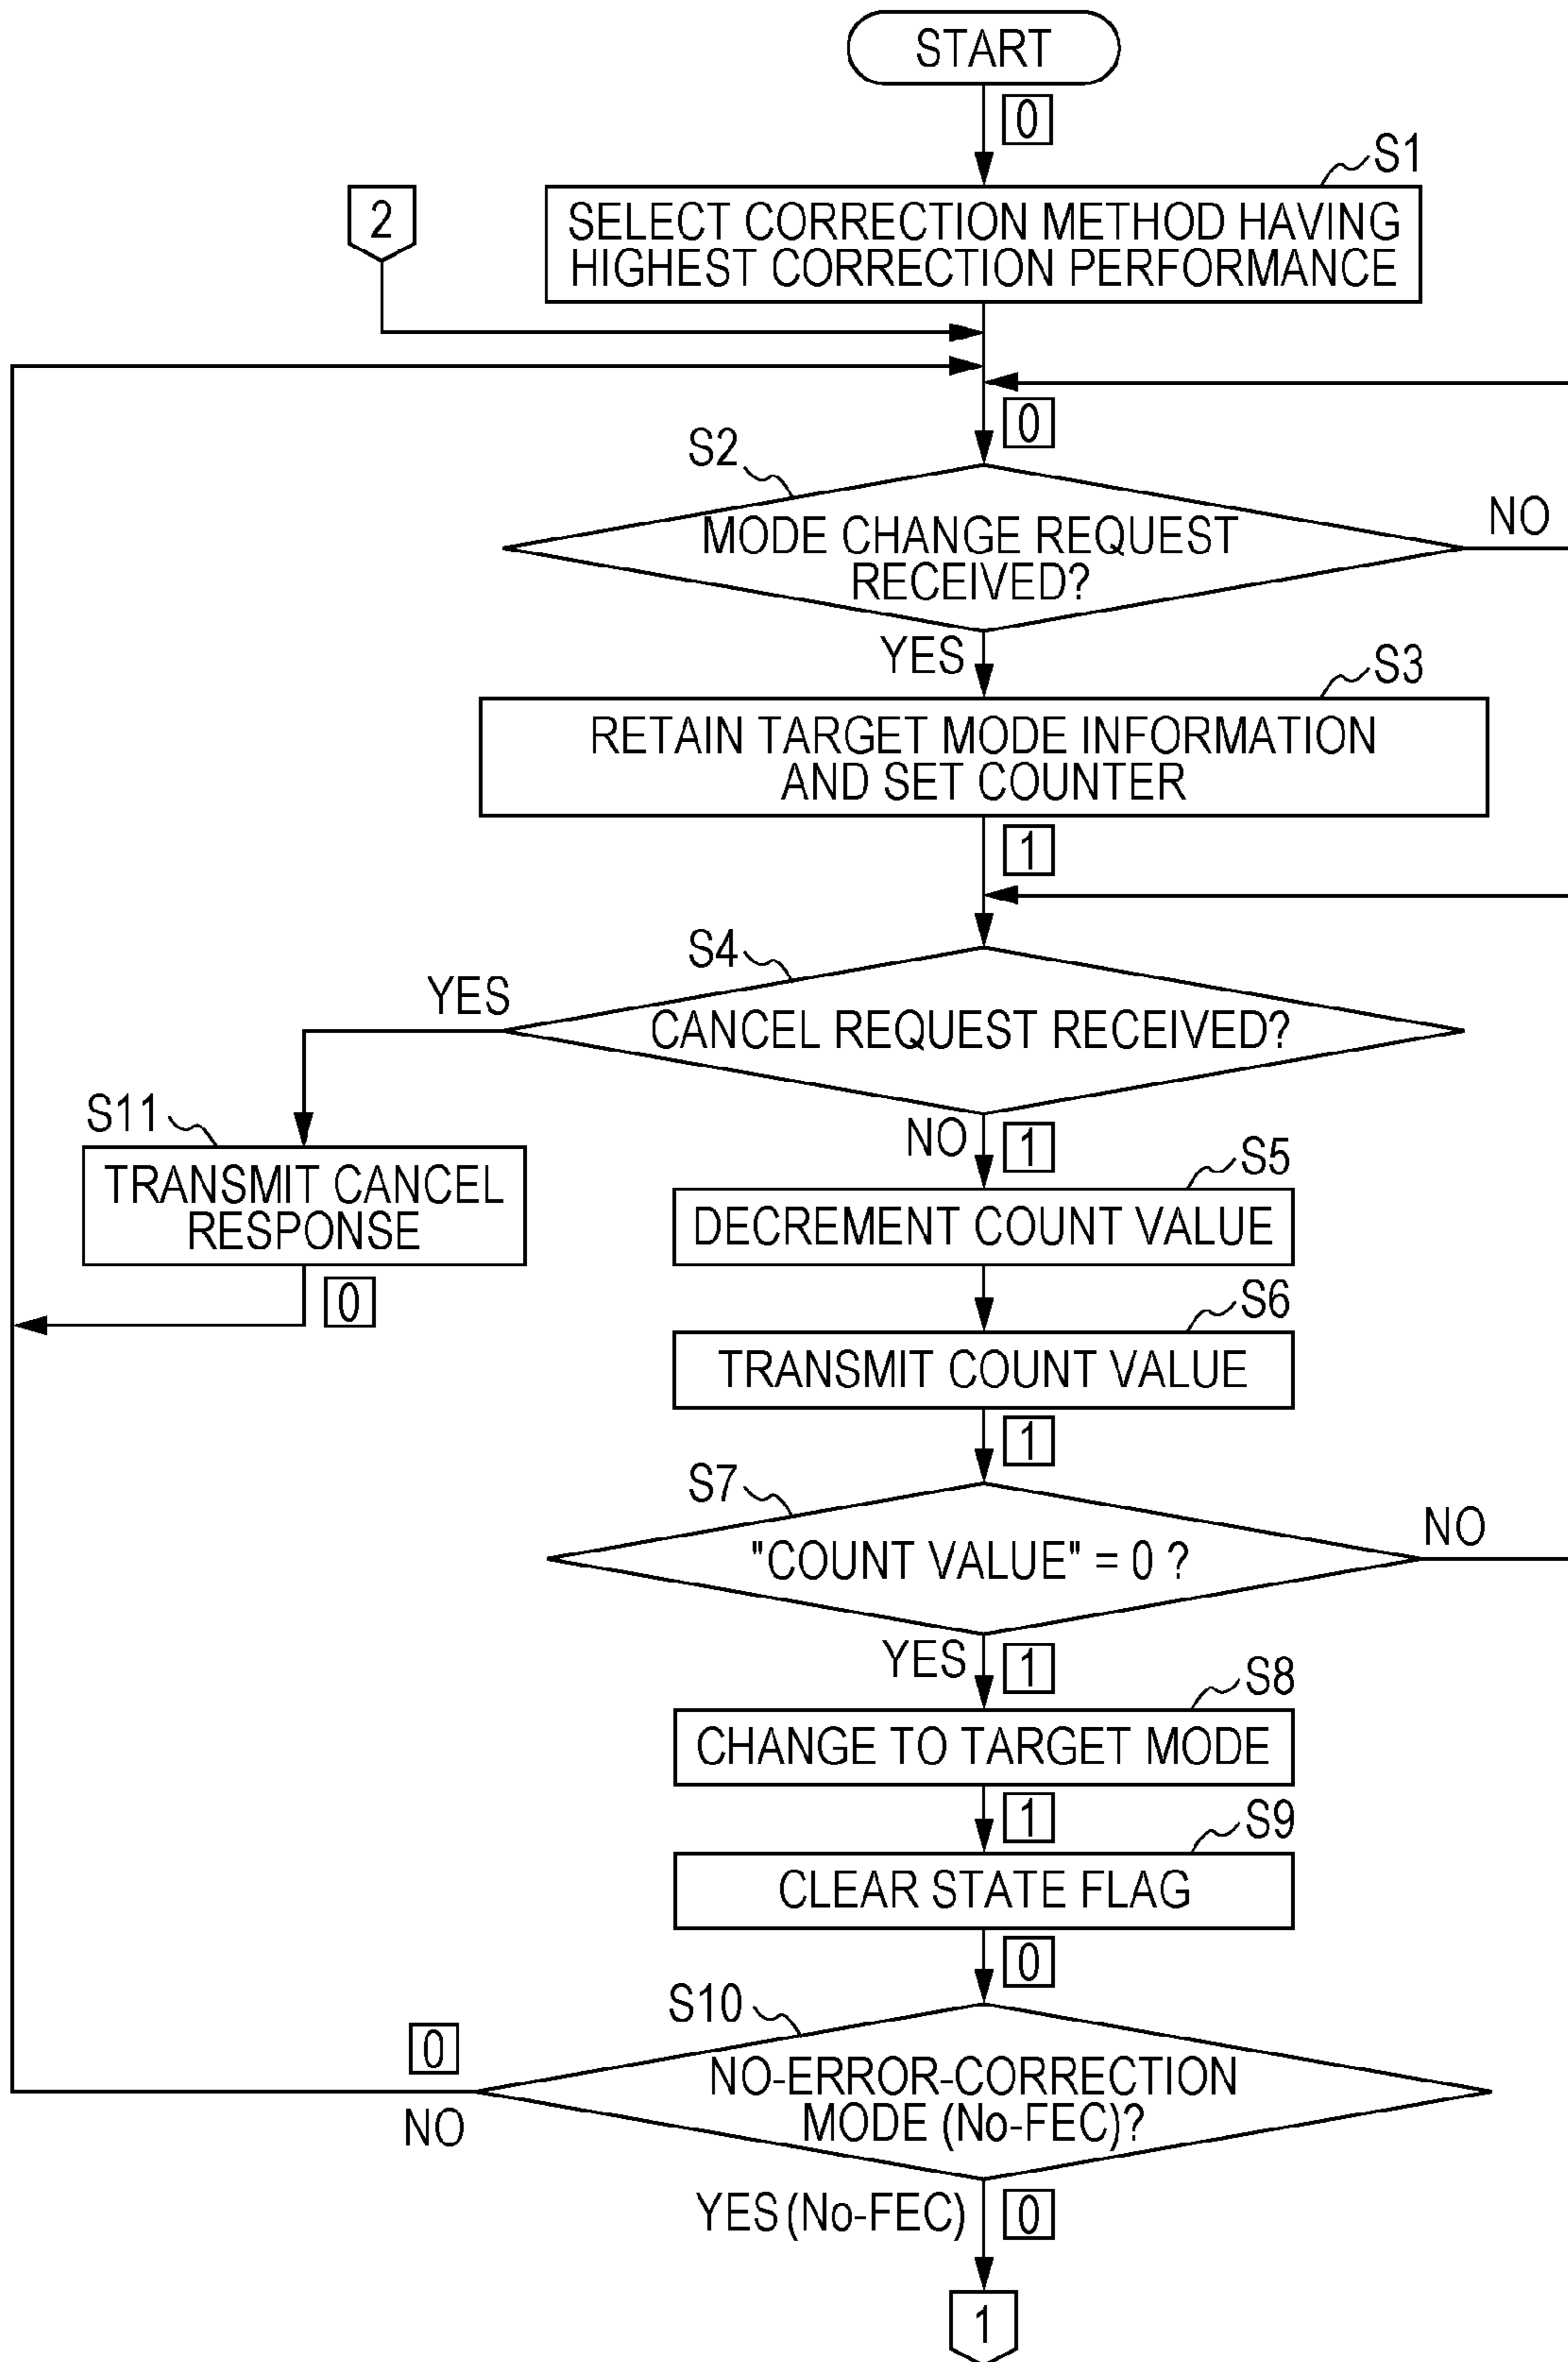 START
0
S1
2
SELECT CORRECTION METHOD HAVING
HIGHEST CORRECTION PERFORMANCE
0
S2
MODE CHANGE REQUEST
RECEIVED?
NO
YES
S3
RETAIN TARGET MODE INFORMATION
AND SET COUNTER
1
S4
YES
CANCEL REQUEST RECEIVED?
S11
NO
1
TRANSMIT CANCEL
RESPONSE
S5
DECREMENT COUNT VALUE
0
S6
TRANSMIT COUNT VALUE
1
S7
NO
"COUNT VALUE" = 0 ?
YES
1
S8
CHANGE TO TARGET MODE
1
S9
CLEAR STATE FLAG
0
S10
0
NO-ERROR-CORRECTION
MODE (No-FEC)?
NO
YES (No-FEC)
0
1